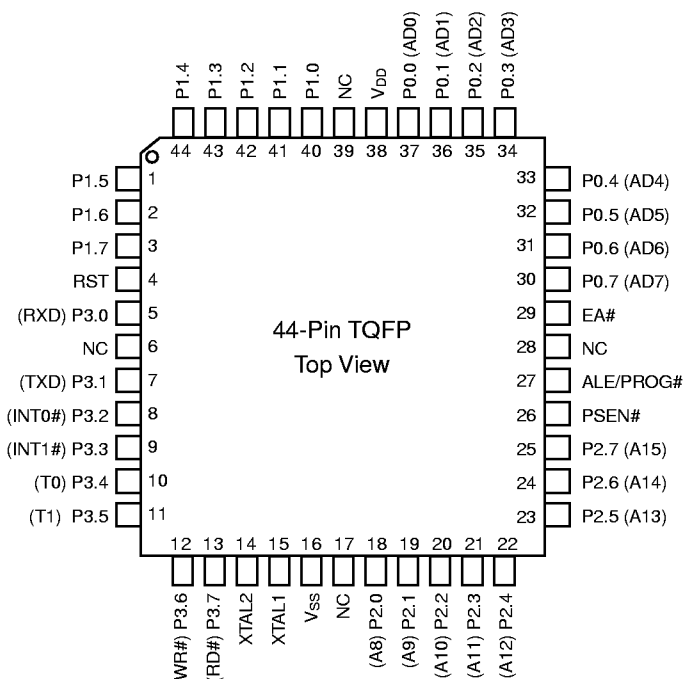 P1.4
P1.3
P1.2
P1.1
P1.0
NC
VDD
P0.0 (AD0)
P0.1 (AD1)
P0.2 (AD2)
P0.3 (AD3)
44 43 42 41 40 39 38 37 36 35 34
P1.5 1
P1.6 2
P1.7 3
RST 4
(RXD) P3.0 5
NC 6
(TXD) P3.1 7
(INT0#) P3.2 8
(INT1#) P3.3 9
(T0) P3.4 10
(T1) P3.5 11
44-Pin TQFP
Top View
33 P0.4 (AD4)
32 P0.5 (AD5)
31 P0.6 (AD6)
30 P0.7 (AD7)
29 EA#
28 NC
27 ALE/PROG#
26 PSEN#
25 P2.7 (A15)
24 P2.6 (A14)
23 P2.5 (A13)
12 13 14 15 16 17 18 19 20 21 22
WR#) P3.6
(RD#) P3.7
XTAL2
XTAL1
VSS
NC
(A8) P2.0
(A9) P2.1
(A10) P2.2
(A11) P2.3
(A12) P2.4